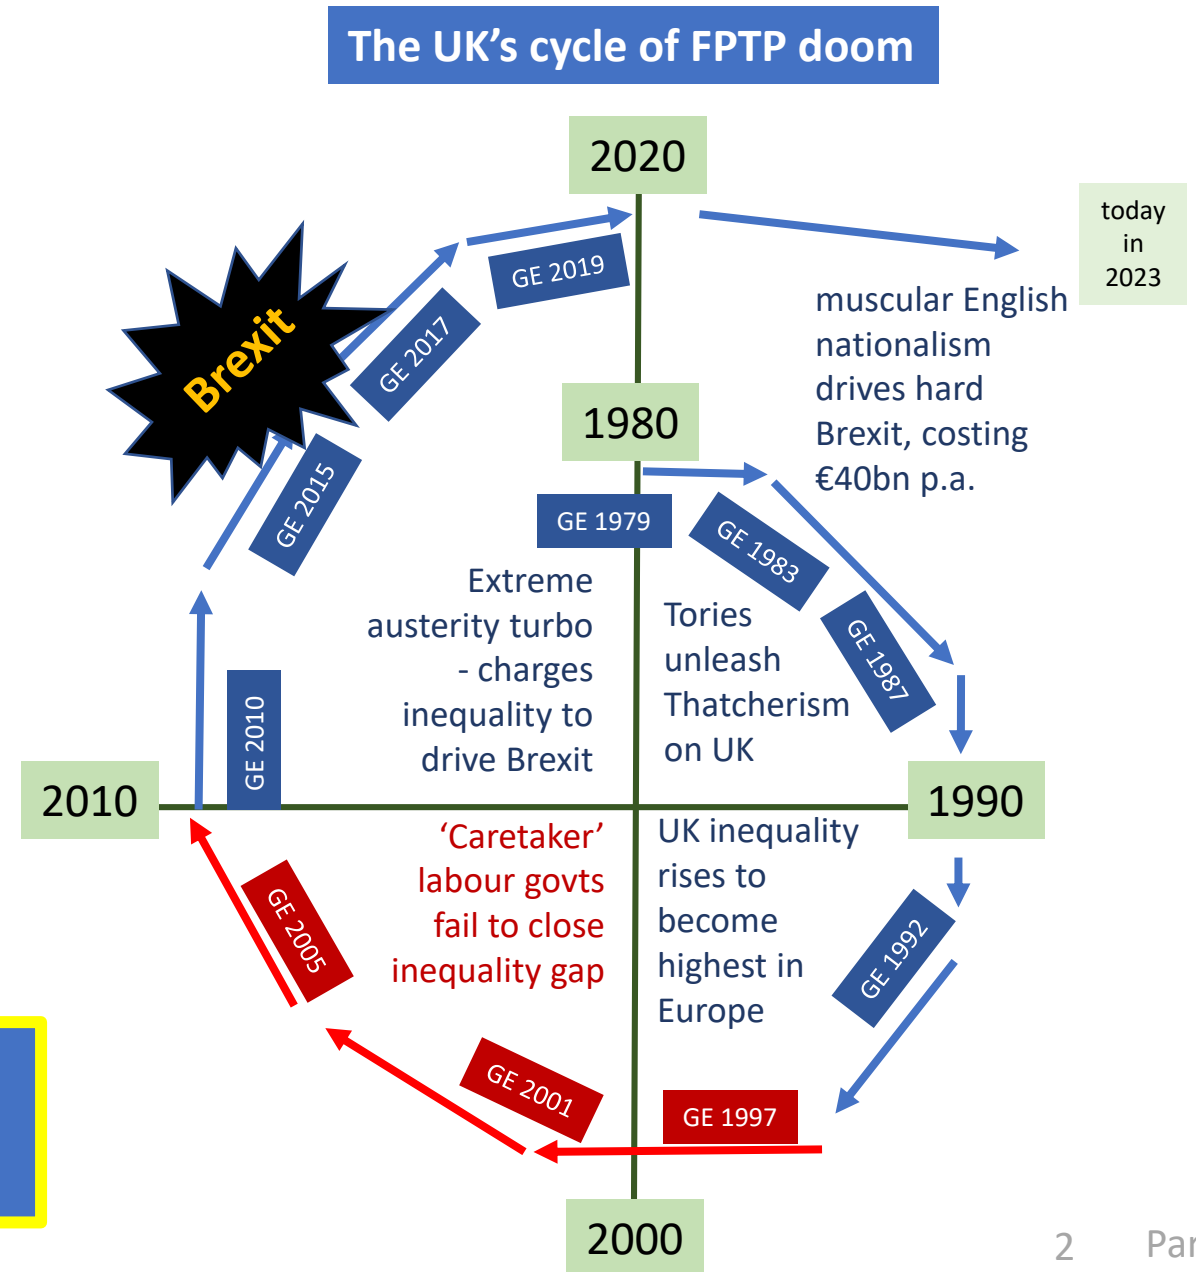 The UK's cycle of FPTP doom
2020
today
in
2023
GE 2019
Brexit
GE 2017
muscular English
nationalism
drives hard
Brexit, costing
€40bn p.a.
1980
GE 2015
GE 1979
GE 1983
GE 1987
Extreme
austerity turbo
- charges
inequality to
drive Brexit
Tories
unleash
Thatcherism
on UK
GE 2010
2010
1990
'Caretaker'
labour govts
fail to close
inequality gap
UK inequality
rises to
become
highest in
Europe
GE 2005
GE 1992
GE 2001
GE 1997
2000
2 Par